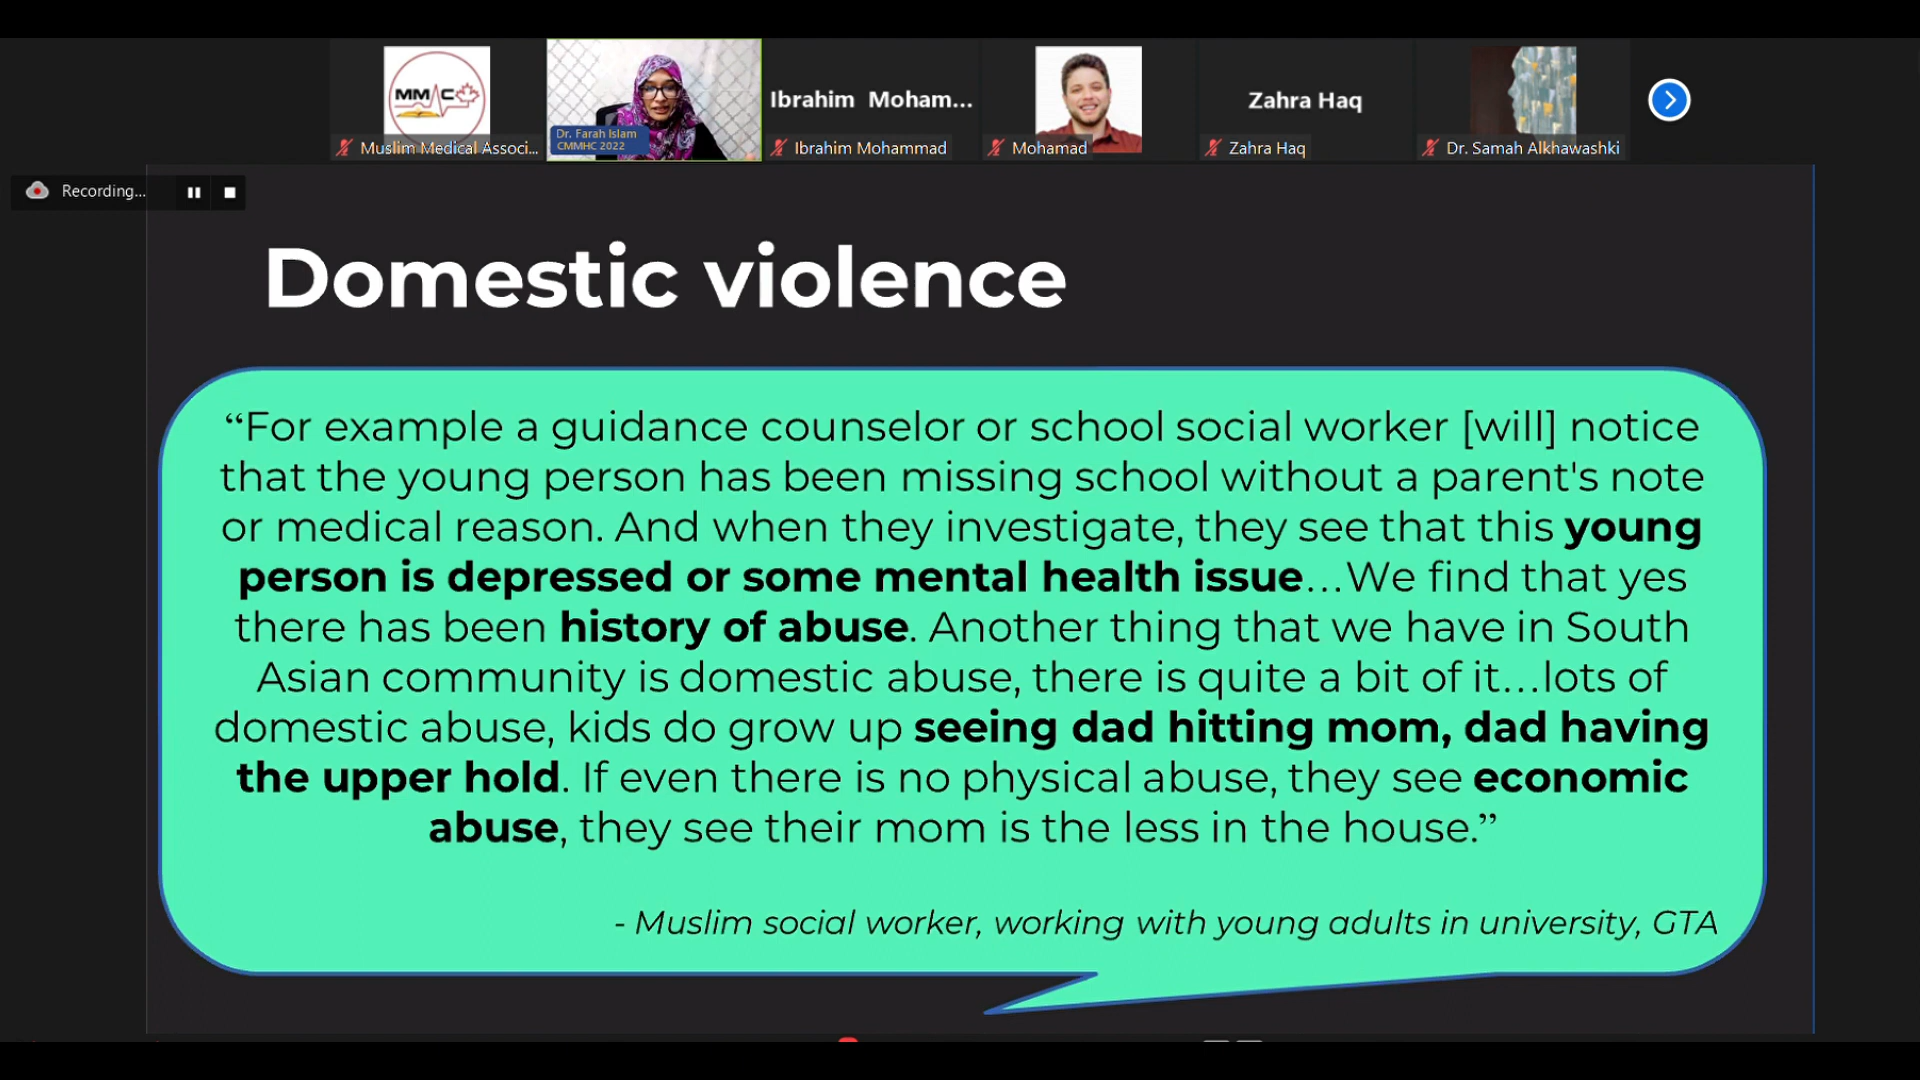 MMAC
Muslim Medical Associ...
Dr. Farah Islam
CMMHC 2022
Ibrahim Moham...
Ibrahim Mohammad
Mohamad
Zahra Haq
Zahra Haq
Dr. Samah Alkhawashki
Recording...
Domestic violence
“For example a guidance counselor or school social worker [will] notice
that the young person has been missing school without a parent's note
or medical reason. And when they investigate, they see that this young
person is depressed or some mental health issue…We find that yes
there has been history of abuse. Another thing that we have in South
Asian community is domestic abuse, there is quite a bit of it…lots of
domestic abuse, kids do grow up seeing dad hitting mom, dad having
the upper hold. If even there is no physical abuse, they see economic
abuse, they see their mom is the less in the house.”
- Muslim social worker, working with young adults in university, GTA